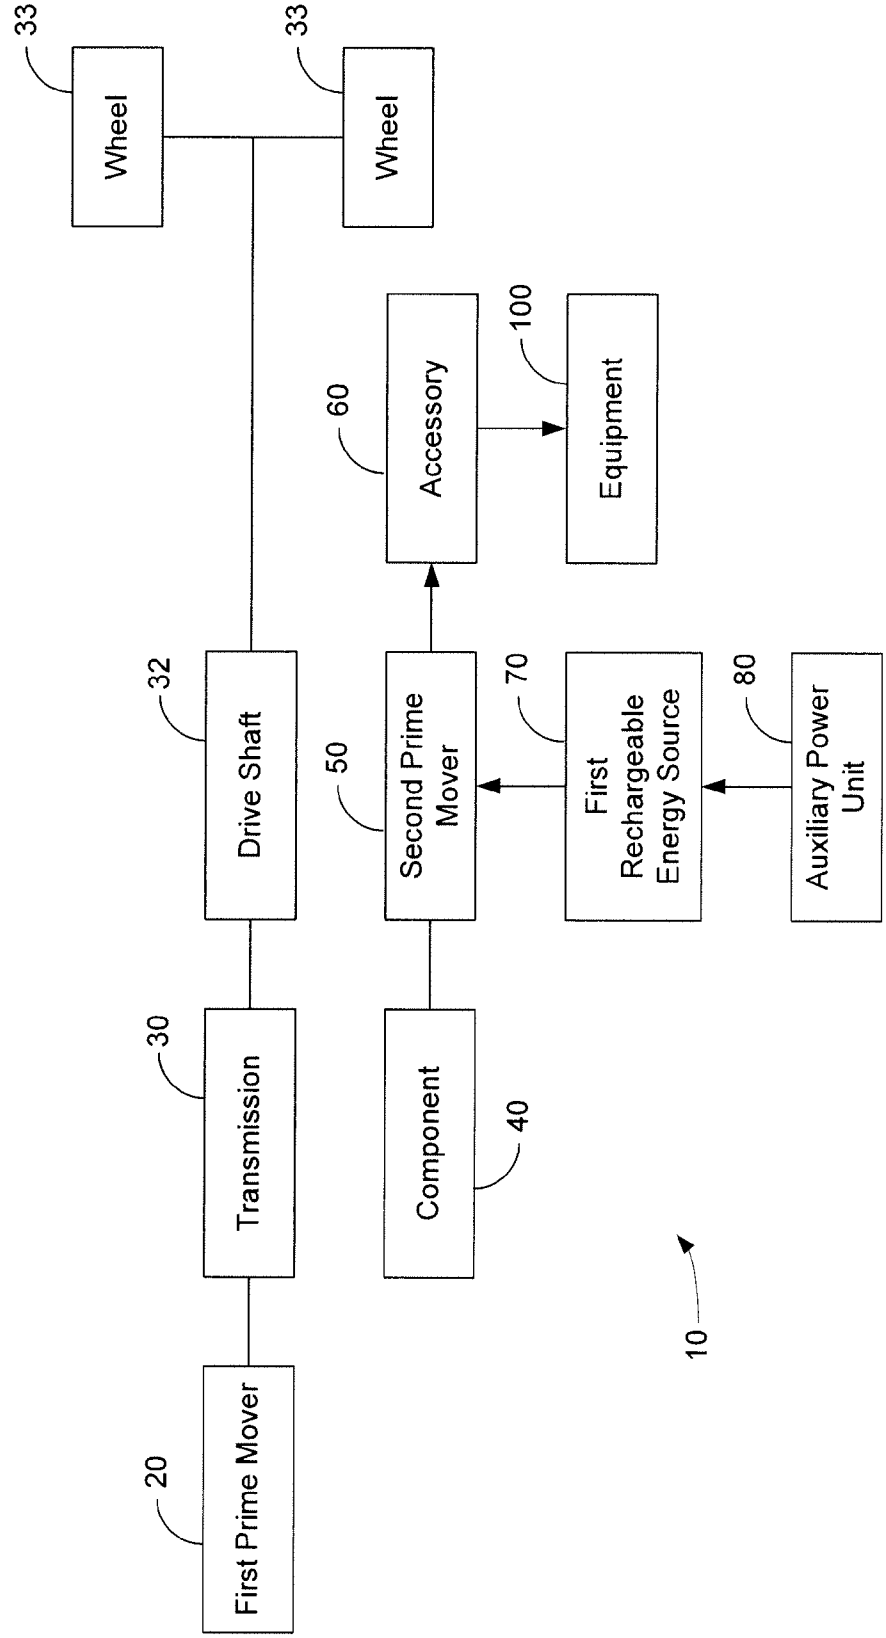 33
33
Wheel
Wheel
20
30
32
First Prime Mover
Transmission
Drive Shaft
50
60
Component
Second Prime
Mover
Accessory
40
70
100
First
Rechargeable
Energy Source
Equipment
80
10
Auxiliary Power
Unit